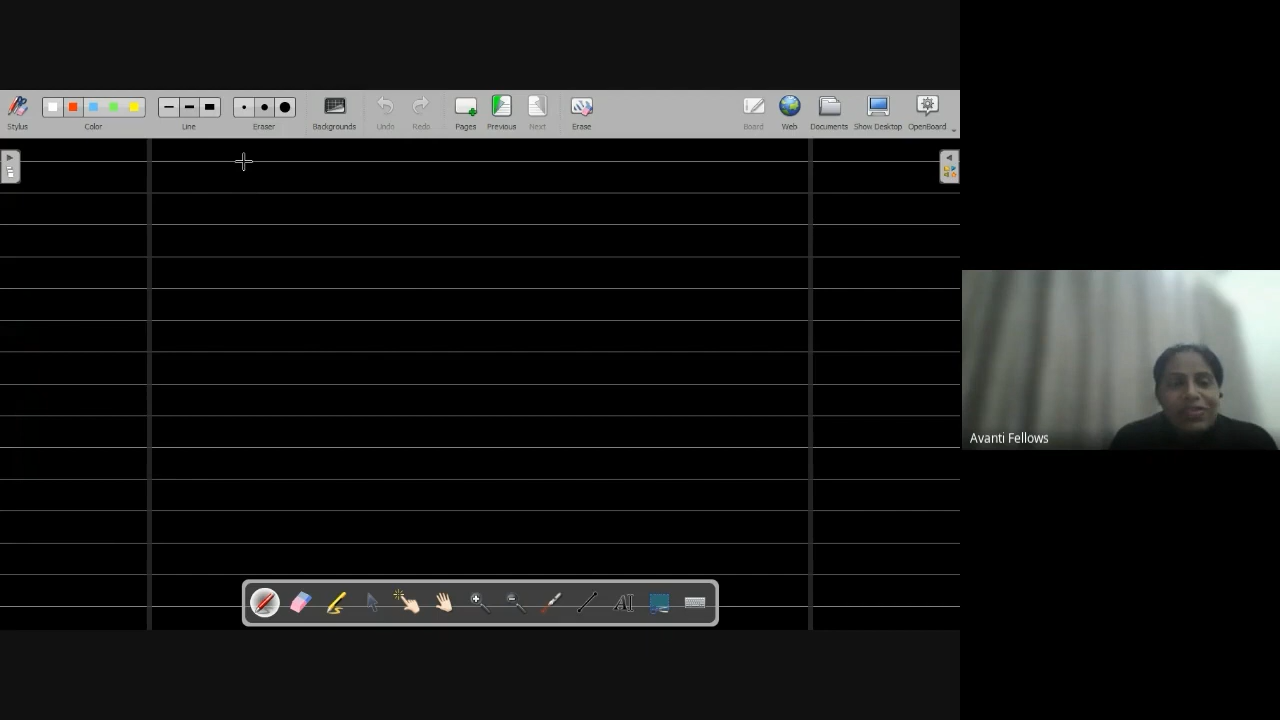 Stylus Color Line Eraser Backgrounds Undo Redo Pages Previous Next Erase Board Web Documents Show Desktop OpenBoard
AI
Avanti Fellows